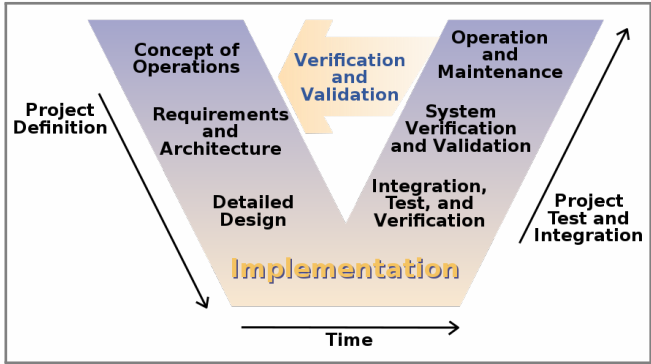 Concept of
Operations
Verification
and
Validation
Operation
and
Maintenance
Project
Definition
Requirements
and
Architecture
System
Verification
and Validation
Detailed
Design
Integration,
Test, and
Verification
Project
Test and
Integration
Implementation
Time